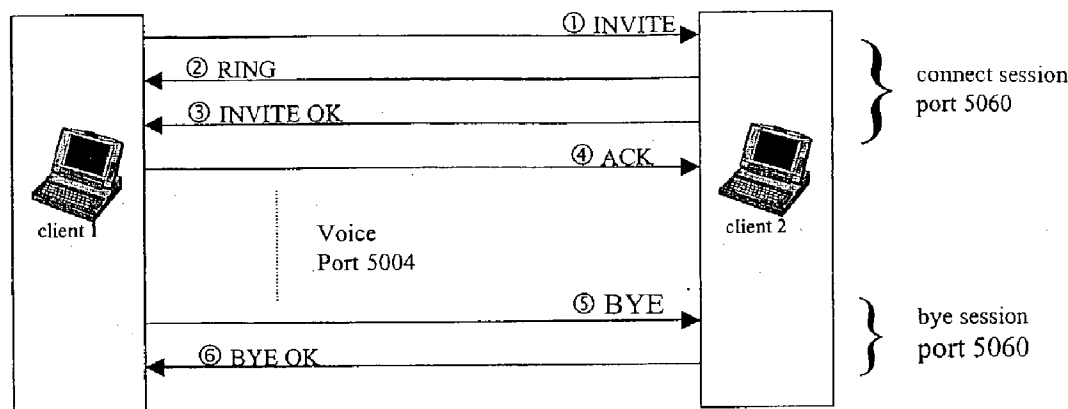 ① INVITE
② RING
③ INVITE OK
④ ACK
connect session
port 5060
client 1
client 2
Voice
Port 5004
⑤ BYE
⑥ BYE OK
bye session
port 5060